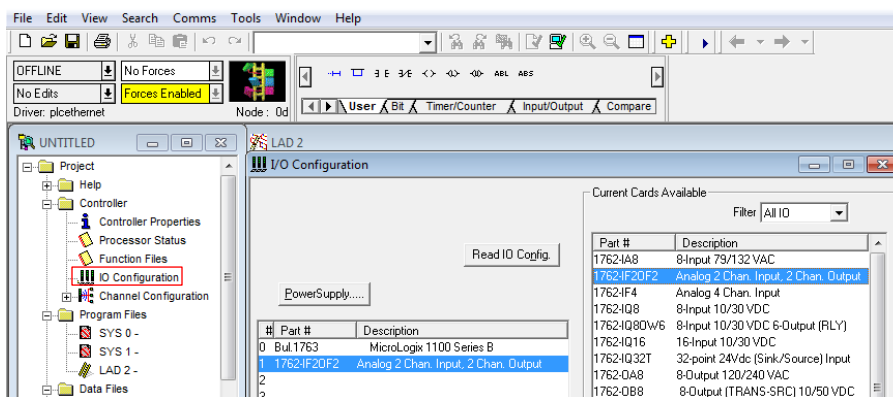 File Edit View Search Comms Tools Window Help
OFFLINE No Forces
No Edits Forces Enabled
Driver: plcethernet Node: 0d
ABL ABS
User Bit Timer/Counter Input/Output Compare
UNTITLED
LAD 2
Project
Help
Controller
Controller Properties
Processor Status
Function Files
IO Configuration
Channel Configuration
Program Files
SYS 0 -
SYS 1 -
LAD 2 -
Data Files
I/O Configuration
Read IO Config.
PowerSupply.....
# Part # Description
0 Bul.1763 MicroLogix 1100 Series B
1 1762-IF2OF2 Analog 2 Chan. Input, 2 Chan. Output
2
3
Current Cards Available
Filter All IO
Part # Description
1762-IA8 8-Input 79/132 VAC
1762-IF2OF2 Analog 2 Chan. Input, 2 Chan. Output
1762-IF4 Analog 4 Chan. Input
1762-IQ8 8-Input 10/30 VDC
1762-IQ8OW6 8-Input 10/30 VDC 6-Output (RLY)
1762-IQ16 16-Input 10/30 VDC
1762-IQ32T 32-point 24Vdc (Sink/Source) Input
1762-OA8 8-Output 120/240 VAC
1762-OB8 8-Output (TRANS-SRC) 10/50 VDC